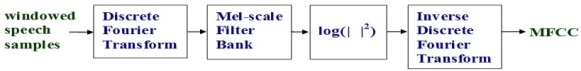 windowed
speech
samples
Discrete
Fourier
Transform
Mel-scale
Filter
Bank
log(| |²)
Inverse
Discrete
Fourier
Transform
MFCC